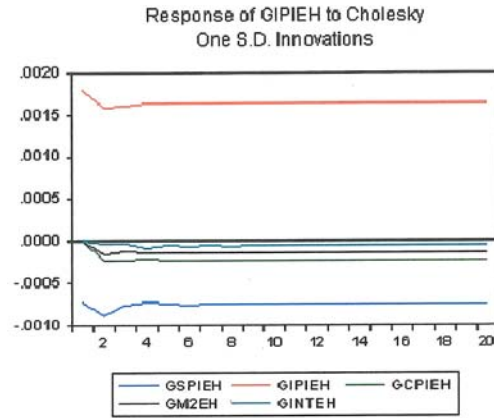 Response of GIPIEH to Cholesky
One S.D. Innovations
.0020
.0015
.0010
.0005
.0000
-.0005
-.0010
2 4 6 8 10 12 14 16 18 20
GSPIEH GIPIEH GCPIEH
GM2EH GINTEH